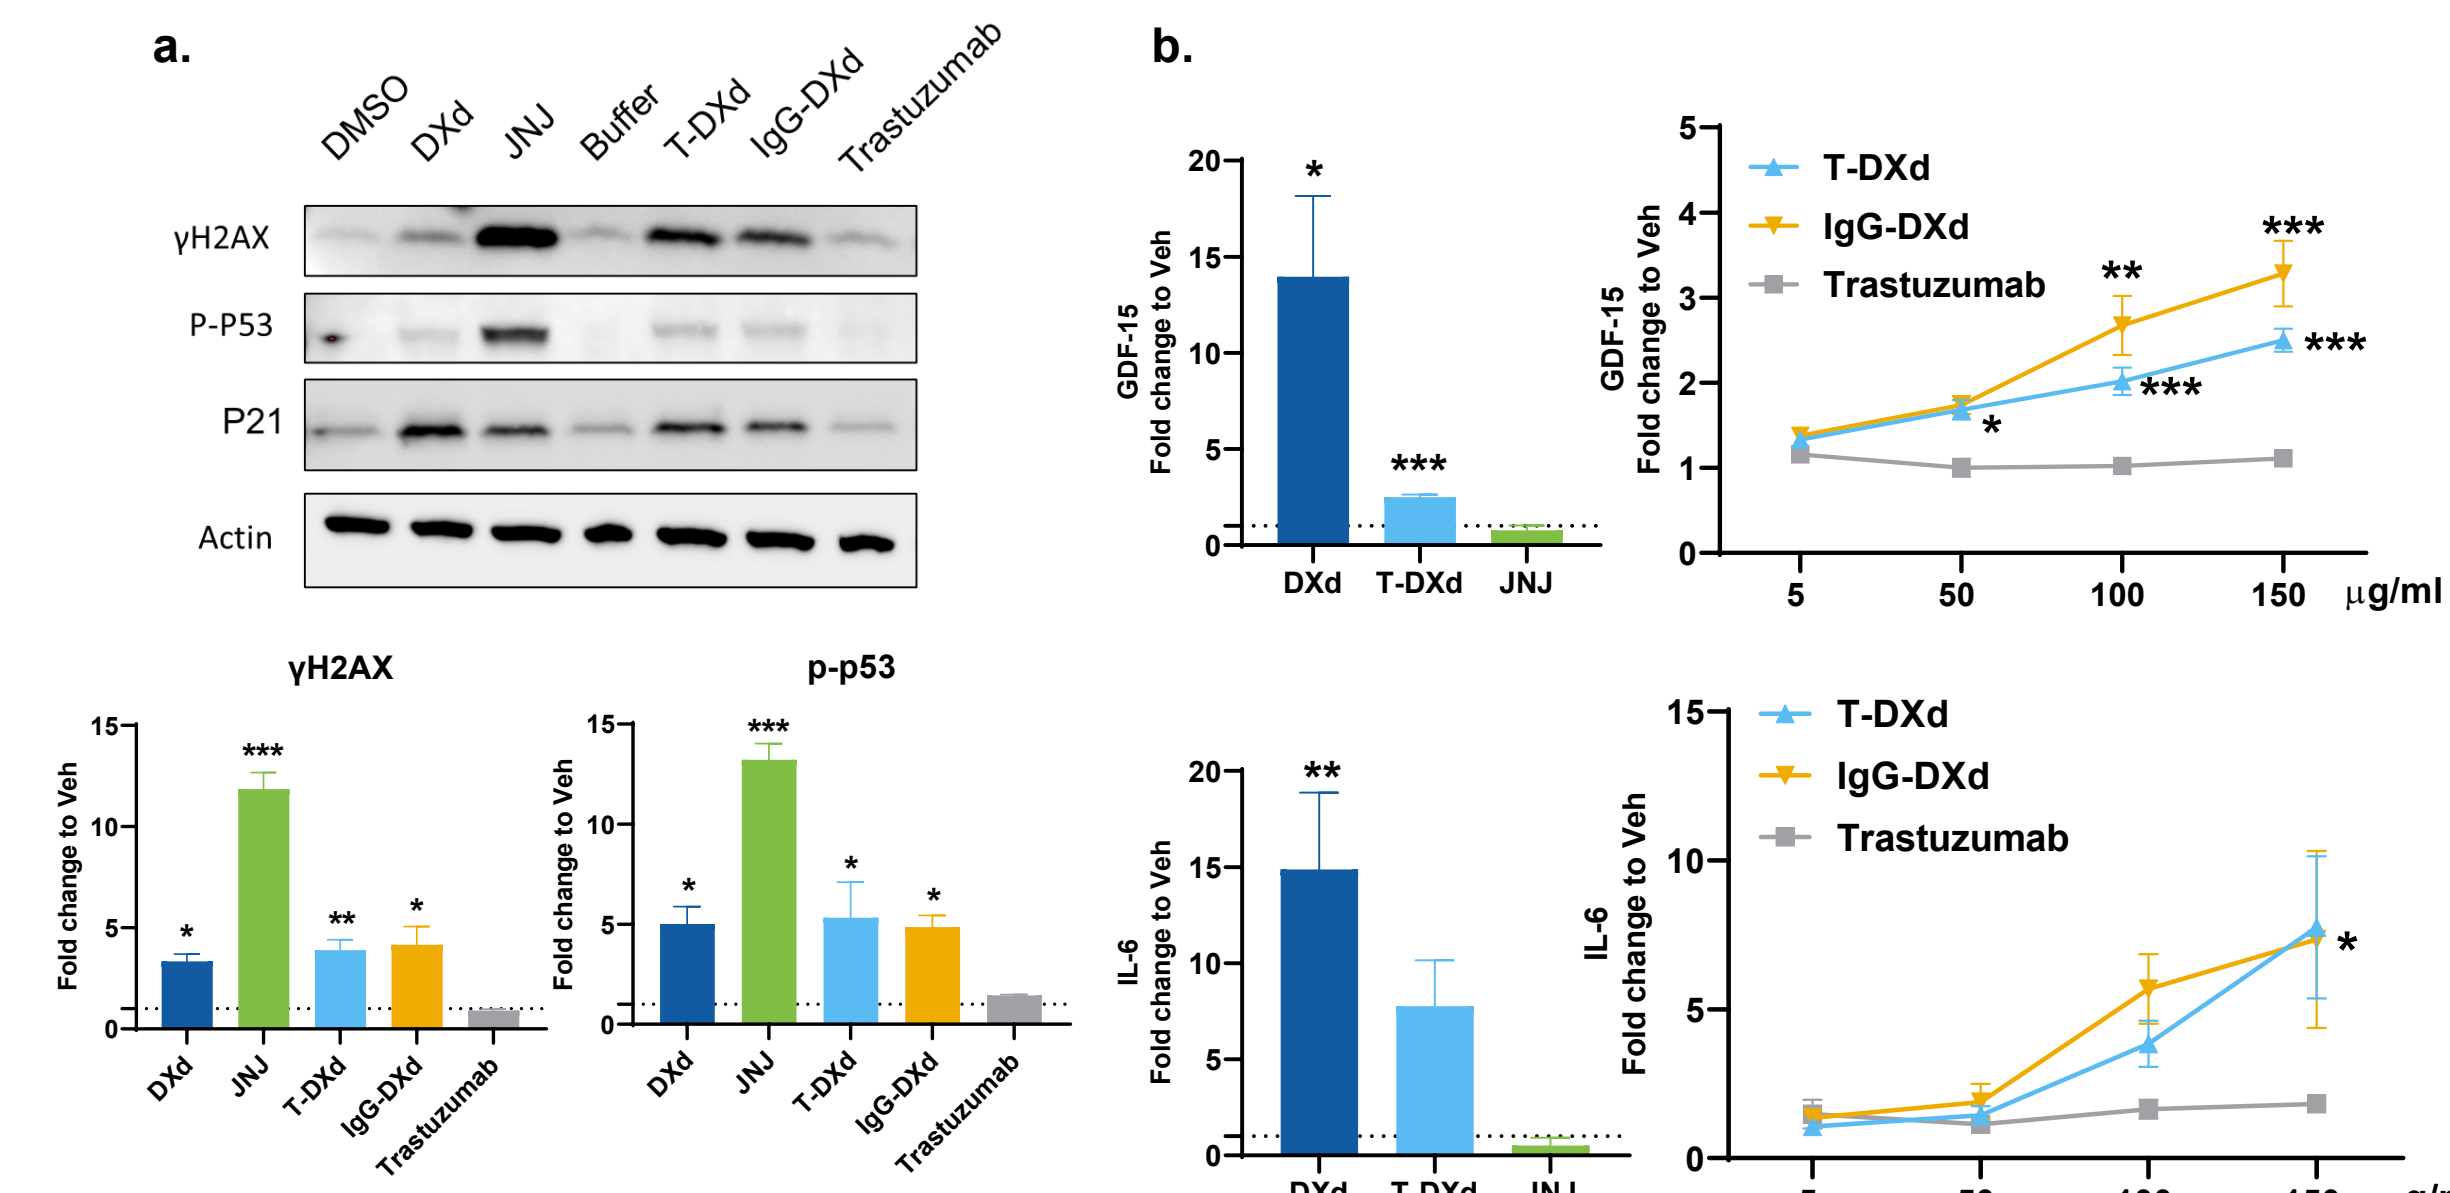 a.
DMSO
DXd
JNJ
Buffer
T-DXd
IgG-DXd
Trastuzumab
γH2AX
P-P53
P21
Actin
γH2AX
Fold change to Veh
15
10
5
0
*
***
**
*
DXd
JNJ
T-DXd
IgG-DXd
Trastuzumab
p-p53
Fold change to Veh
15
10
5
0
*
***
*
*
DXd
JNJ
T-DXd
IgG-DXd
Trastuzumab
b.
GDF-15
Fold change to Veh
20
15
10
5
0
*
***
DXd
T-DXd
JNJ
GDF-15
Fold change to Veh
5
4
3
2
1
0
T-DXd
IgG-DXd
Trastuzumab
*
**
***
***
***
5
50
100
150
μg/ml
IL-6
Fold change to Veh
20
15
10
5
0
**
DXd
T-DXd
JNJ
IL-6
Fold change to Veh
15
10
5
0
T-DXd
IgG-DXd
Trastuzumab
*